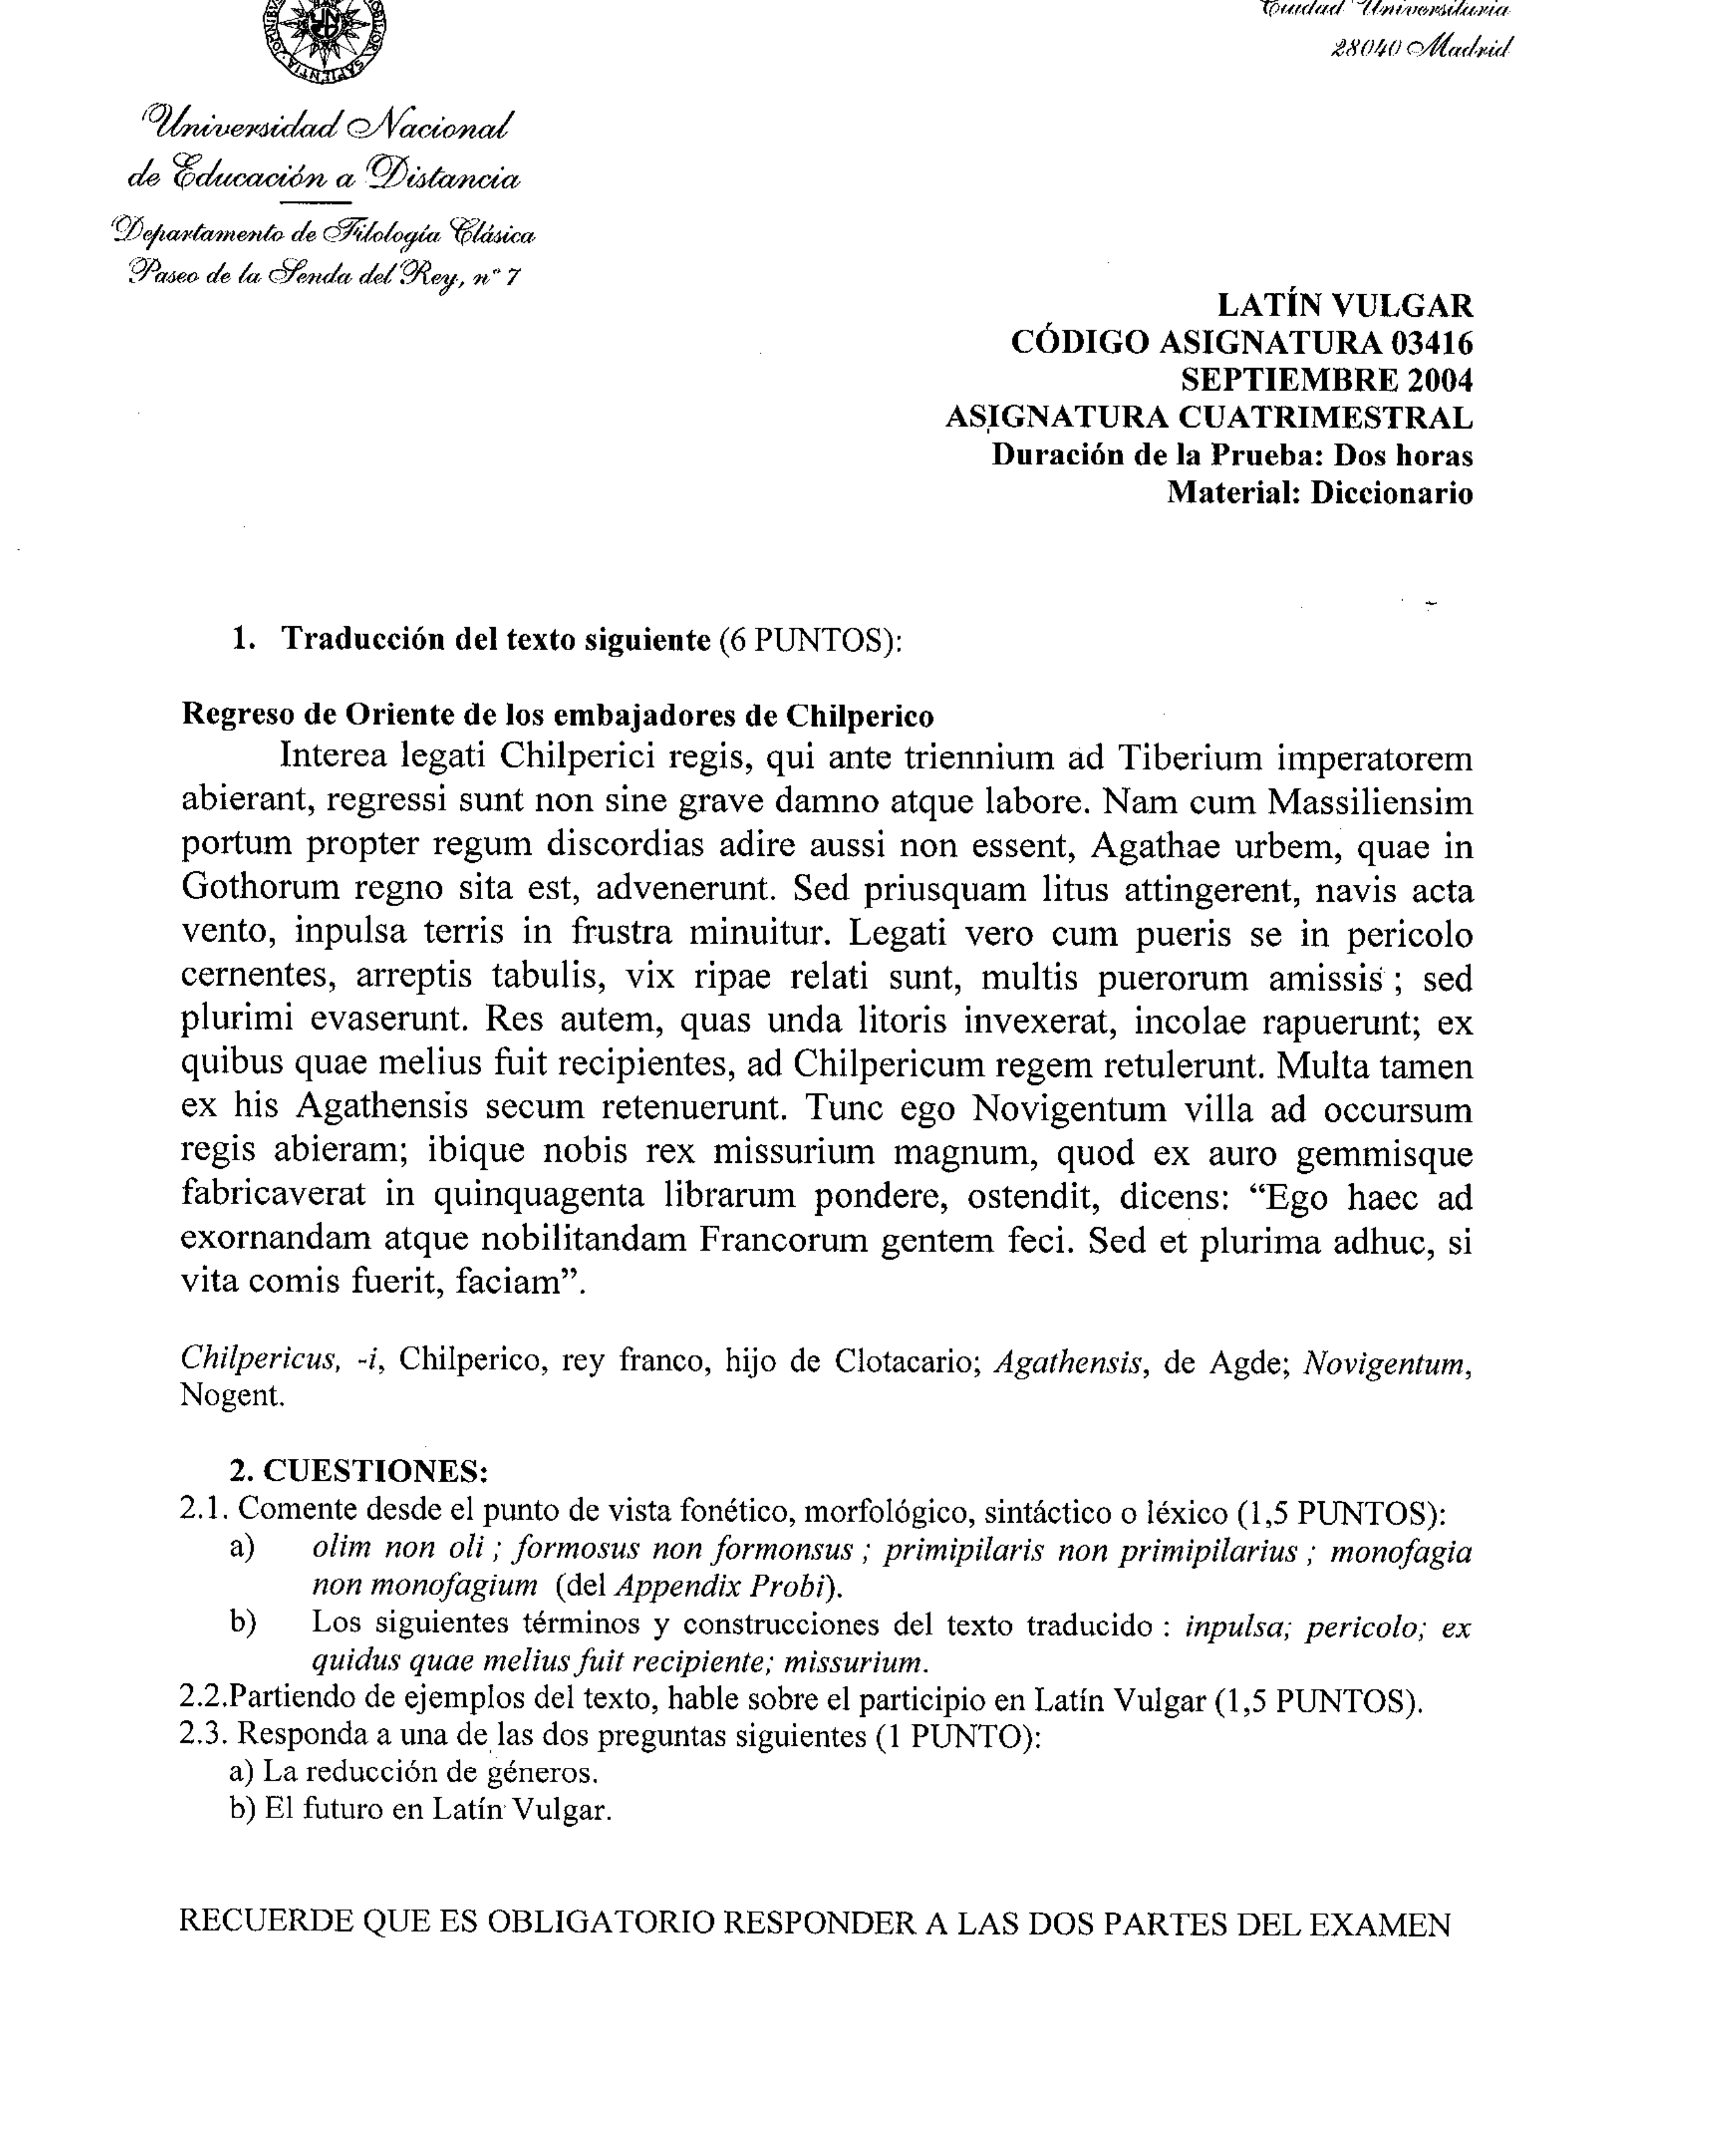 Ciudad Universitaria
28040 Madrid
Universidad Nacional
de Educación a Distancia
Departamento de Filología Clásica
Paseo de la Senda del Rey, nº 7
LATÍN VULGAR
CÓDIGO ASIGNATURA 03416
SEPTIEMBRE 2004
ASIGNATURA CUATRIMESTRAL
Duración de la Prueba: Dos horas
Material: Diccionario
1. Traducción del texto siguiente (6 PUNTOS):
Regreso de Oriente de los embajadores de Chilperico
Interea legati Chilperici regis, qui ante triennium ad Tiberium imperatorem
abierant, regressi sunt non sine grave damno atque labore. Nam cum Massiliensim
portum propter regum discordias adire aussi non essent, Agathae urbem, quae in
Gothorum regno sita est, advenerunt. Sed priusquam litus attingerent, navis acta
vento, inpulsa terris in frustra minuitur. Legati vero cum pueris se in pericolo
cernentes, arreptis tabulis, vix ripae relati sunt, multis puerorum amissis ; sed
plurimi evaserunt. Res autem, quas unda litoris invexerat, incolae rapuerunt; ex
quibus quae melius fuit recipientes, ad Chilpericum regem retulerunt. Multa tamen
ex his Agathensis secum retenuerunt. Tunc ego Novigentum villa ad occursum
regis abieram; ibique nobis rex missurium magnum, quod ex auro gemmisque
fabricaverat in quinquagenta librarum pondere, ostendit, dicens: “Ego haec ad
exornandam atque nobilitandam Francorum gentem feci. Sed et plurima adhuc, si
vita comis fuerit, faciam”.
Chilpericus, -i, Chilperico, rey franco, hijo de Clotacario; Agathensis, de Agde; Novigentum,
Nogent.
2. CUESTIONES:
2.1. Comente desde el punto de vista fonético, morfológico, sintáctico o léxico (1,5 PUNTOS):
a) olim non oli ; formosus non formonsus ; primipilaris non primipilarius ; monofagia
non monofagium (del Appendix Probi).
b) Los siguientes términos y construcciones del texto traducido : inpulsa; pericolo; ex
quidus quae melius fuit recipiente; missurium.
2.2.Partiendo de ejemplos del texto, hable sobre el participio en Latín Vulgar (1,5 PUNTOS).
2.3. Responda a una de las dos preguntas siguientes (1 PUNTO):
a) La reducción de géneros.
b) El futuro en Latín Vulgar.
RECUERDE QUE ES OBLIGATORIO RESPONDER A LAS DOS PARTES DEL EXAMEN